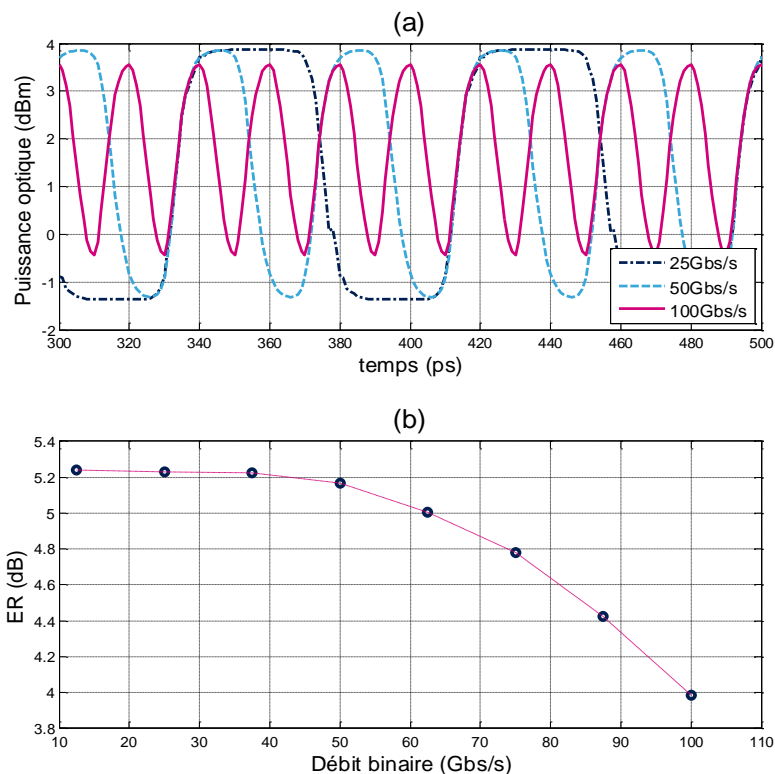 (a)
Puissance optique (dBm)
4
3
2
1
0
-1
-2
300 320 340 360 380 400 420 440 460 480 500
temps (ps)
25Gbs/s
50Gbs/s
100Gbs/s
(b)
ER (dB)
5.4
5.2
5
4.8
4.6
4.4
4.2
4
3.8
10 20 30 40 50 60 70 80 90 100 110
Débit binaire (Gbs/s)